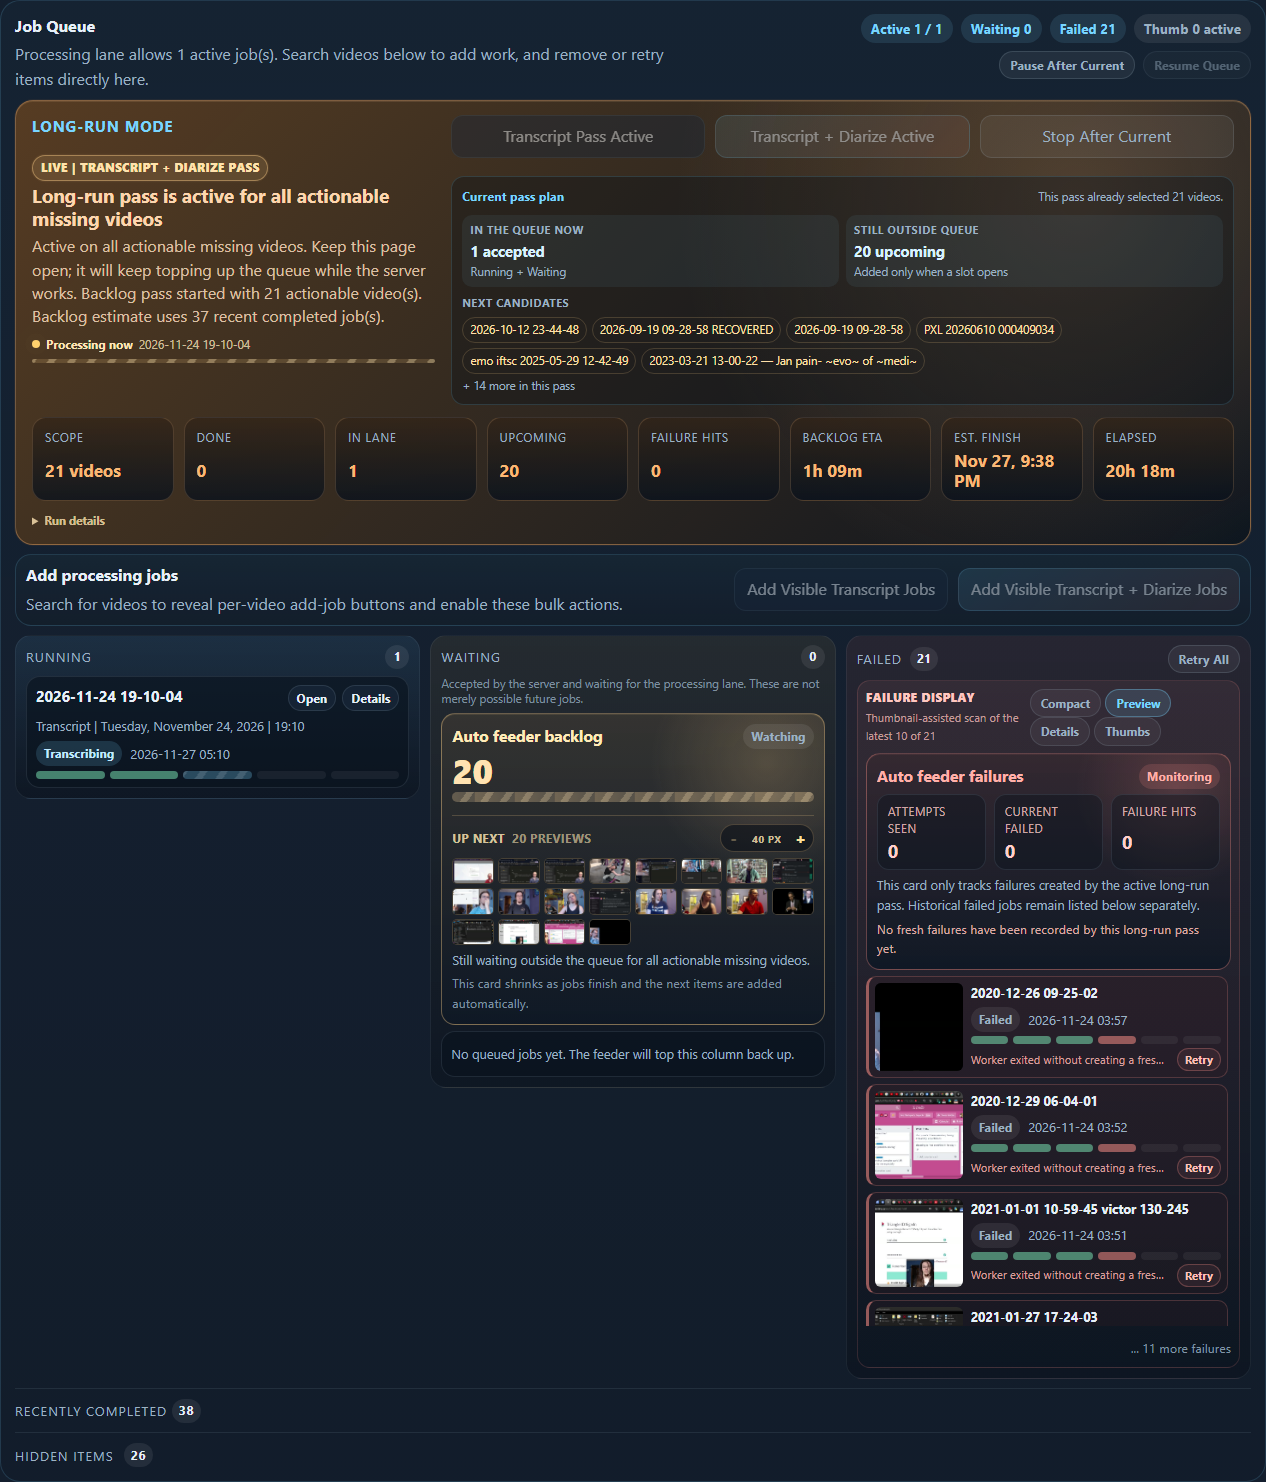 Job Queue
Processing lane allows 1 active job(s). Search videos below to add work, and remove or retry
items directly here.
Active 1 / 1
Waiting 0
Failed 21
Thumb 0 active
Pause After Current
Resume Queue
LONG-RUN MODE
LIVE | TRANSCRIPT + DIARIZE PASS
Long-run pass is active for all actionable
missing videos
Active on all actionable missing videos. Keep this page
open; it will keep topping up the queue while the server
works. Backlog pass started with 21 actionable video(s).
Backlog estimate uses 37 recent completed job(s).
Processing now 2026-11-24 19-10-04
Transcript Pass Active
Transcript + Diarize Active
Stop After Current
Current pass plan
This pass already selected 21 videos.
IN THE QUEUE NOW
1 accepted
Running + Waiting
STILL OUTSIDE QUEUE
20 upcoming
Added only when a slot opens
NEXT CANDIDATES
2026-10-12 23-44-48
2026-09-19 09-28-58 RECOVERED
2026-09-19 09-28-58
PXL 20260610 000409034
emo iftsc 2025-05-29 12-42-49
2023-03-21 13-00-22 — Jan pain- ~evo~ of ~medi~
+ 14 more in this pass
SCOPE
21 videos
DONE
0
IN LANE
1
UPCOMING
20
FAILURE HITS
0
BACKLOG ETA
1h 09m
EST. FINISH
Nov 27, 9:38
PM
ELAPSED
20h 18m
▸ Run details
Add processing jobs
Search for videos to reveal per-video add-job buttons and enable these bulk actions.
Add Visible Transcript Jobs
Add Visible Transcript + Diarize Jobs
RUNNING
1
2026-11-24 19-10-04
Open
Details
Transcript | Tuesday, November 24, 2026 | 19:10
Transcribing
2026-11-27 05:10
WAITING
0
Accepted by the server and waiting for the processing lane. These are not
merely possible future jobs.
Auto feeder backlog
Watching
20
UP NEXT 20 PREVIEWS
- 40 PX +
Still waiting outside the queue for all actionable missing videos.
This card shrinks as jobs finish and the next items are added
automatically.
No queued jobs yet. The feeder will top this column back up.
FAILED 21
Retry All
FAILURE DISPLAY
Thumbnail-assisted scan of the
latest 10 of 21
Compact
Preview
Details
Thumbs
Auto feeder failures
Monitoring
ATTEMPTS
SEEN
0
CURRENT
FAILED
0
FAILURE HITS
0
This card only tracks failures created by the active long-run
pass. Historical failed jobs remain listed below separately.
No fresh failures have been recorded by this long-run pass
yet.
2020-12-26 09-25-02
Failed
2026-11-24 03:57
Worker exited without creating a fres...
Retry
2020-12-29 06-04-01
Failed
2026-11-24 03:52
Worker exited without creating a fres...
Retry
2021-01-01 10-59-45 victor 130-245
Failed
2026-11-24 03:51
Worker exited without creating a fres...
Retry
2021-01-27 17-24-03
... 11 more failures
RECENTLY COMPLETED 38
HIDDEN ITEMS 26